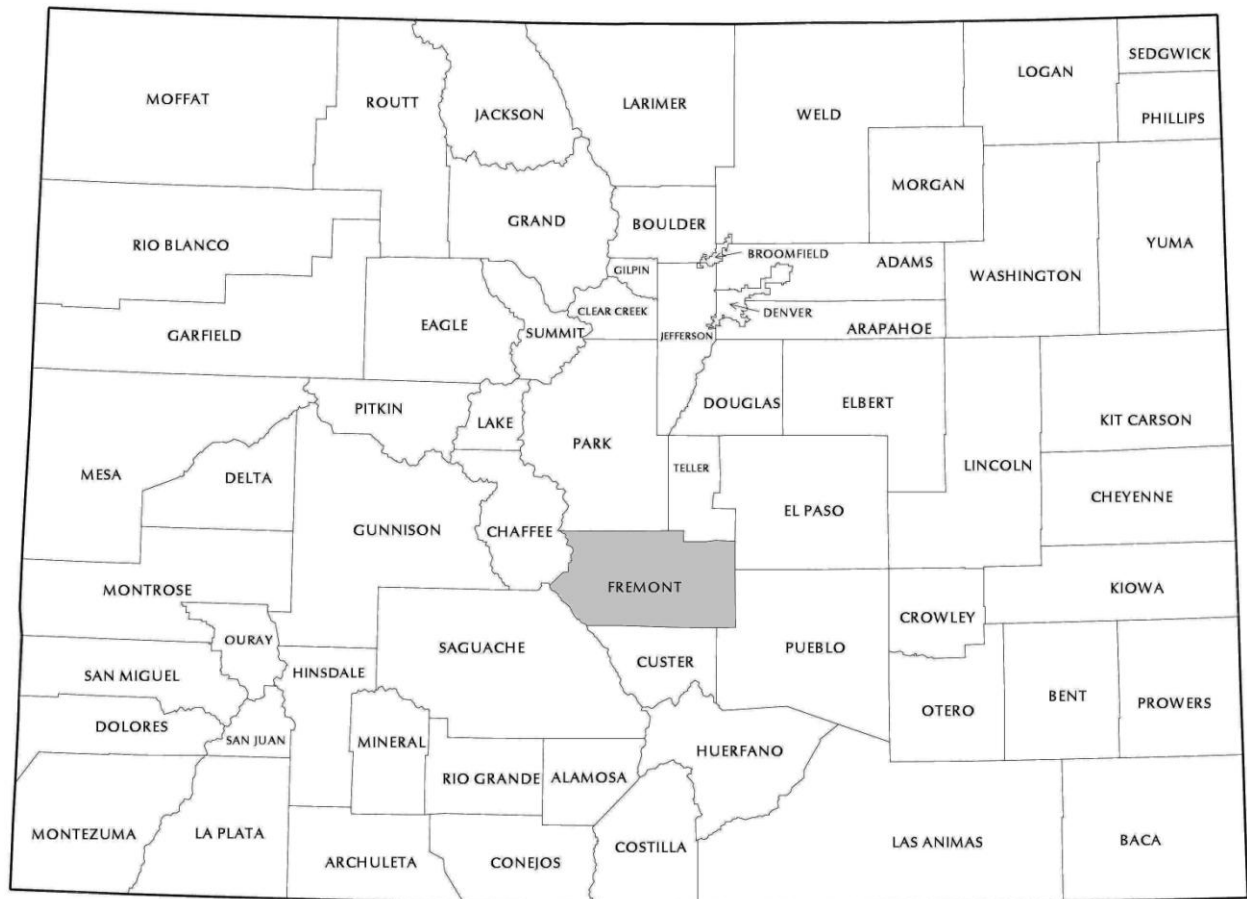 SEDGWICK
LOGAN
MOFFAT
ROUTT
LARIMER
JACKSON
WELD
PHILLIPS
MORGAN
GRAND
BOULDER
RIO BLANCO
YUMA
BROOMFIELD
ADAMS
GILPIN
WASHINGTON
CLEAR CREEK
DENVER
EAGLE
SUMMIT
GARFIELD
JEFFERSON
ARAPAHOE
PITKIN
DOUGLAS
ELBERT
LAKE
KIT CARSON
PARK
LINCOLN
TELLER
MESA
DELTA
CHEYENNE
EL PASO
GUNNISON
CHAFFEE
FREMONT
MONTROSE
KIOWA
CROWLEY
OURAY
SAGUACHE
PUEBLO
CUSTER
SAN MIGUEL
HINSDALE
BENT
PROWERS
OTERO
DOLORES
SAN JUAN
MINERAL
HUERFANO
RIO GRANDE
ALAMOSA
MONTEZUMA
LA PLATA
COSTILLA
LAS ANIMAS
BACA
ARCHULETA
CONEJOS